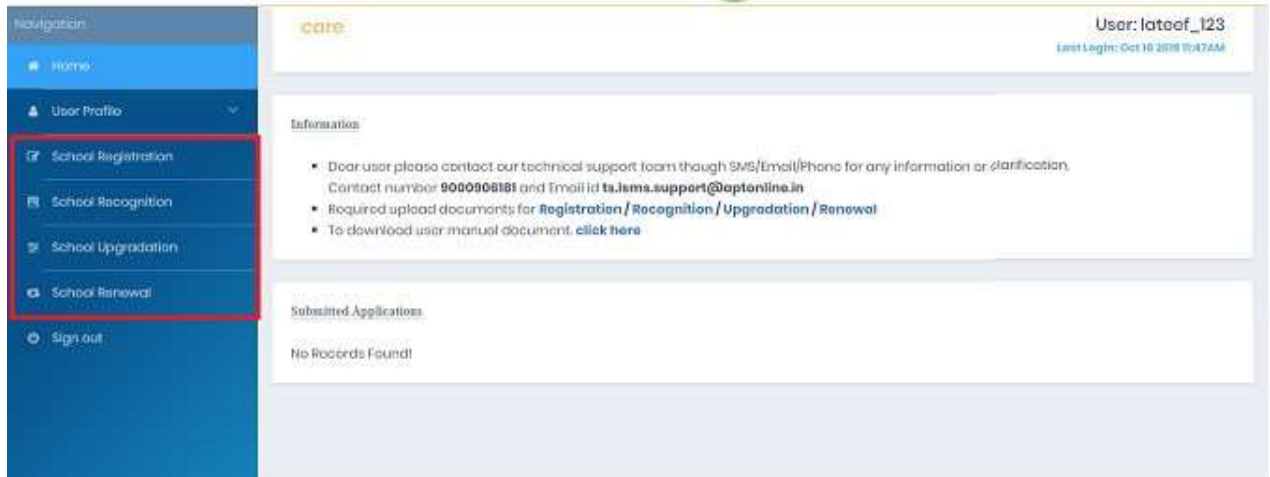 Navigation
Home
User Profile
School Registration
School Recognition
School Upgradation
School Renewal
Sign out
care
User: lateef_123
Last Login: Oct 10 2018 11:47AM
Information
Dear user please contact our technical support team though SMS/Email/Phone for any information or clarification,
Contact number 9000906181 and Email id ts.isms.support@aptonline.in
Required upload documents for Registration / Recognition / Upgradation / Renewal
To download user manual document, click here
Submitted Applications
No Records Found!